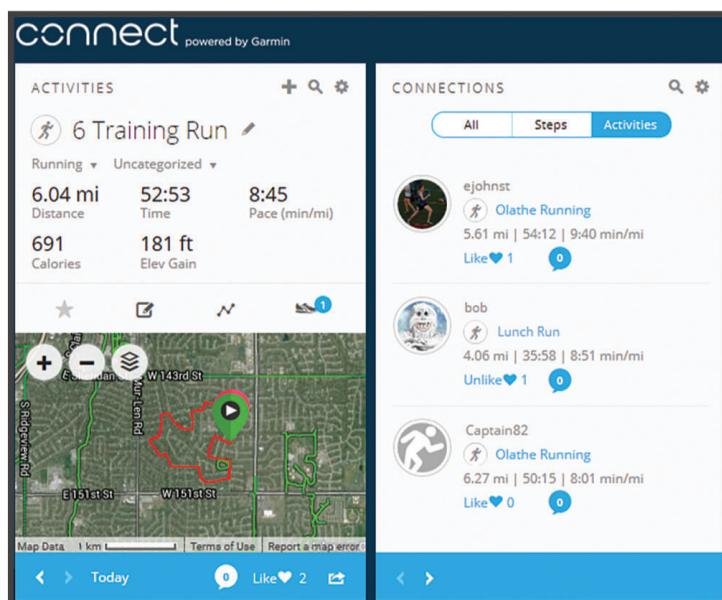 connect powered by Garmin
ACTIVITIES
6 Training Run
Running Uncategorized
6.04 mi 52:53 8:45
Distance Time Pace (min/mi)
691 181 ft
Calories Elev Gain
1
E Sheridan St W 143rd St
S Ridgeview Rd
Mur-Len Rd
E 151st St W 151st St
Map Data 1 km Terms of Use Report a map error
Today 0 Like 2
CONNECTIONS
All Steps Activities
ejohnst
Olathe Running
5.61 mi | 54:12 | 9:40 min/mi
Like 1 0
bob
Lunch Run
4.06 mi | 35:58 | 8:51 min/mi
Unlike 1 0
Captain82
Olathe Running
6.27 mi | 50:15 | 8:01 min/mi
Like 0 0